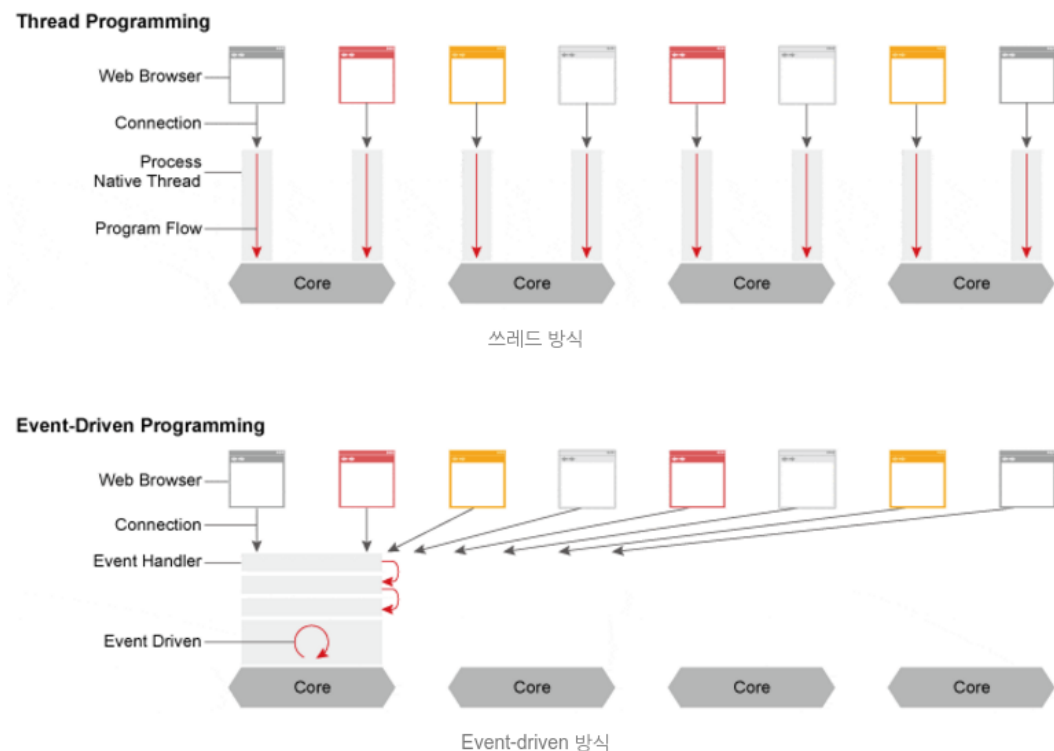 Thread Programming
Web Browser
Connection
Process
Native Thread
Program Flow
Core Core Core Core
쓰레드 방식
Event-Driven Programming
Web Browser
Connection
Event Handler
Event Driven
Core Core Core Core
Event-driven 방식